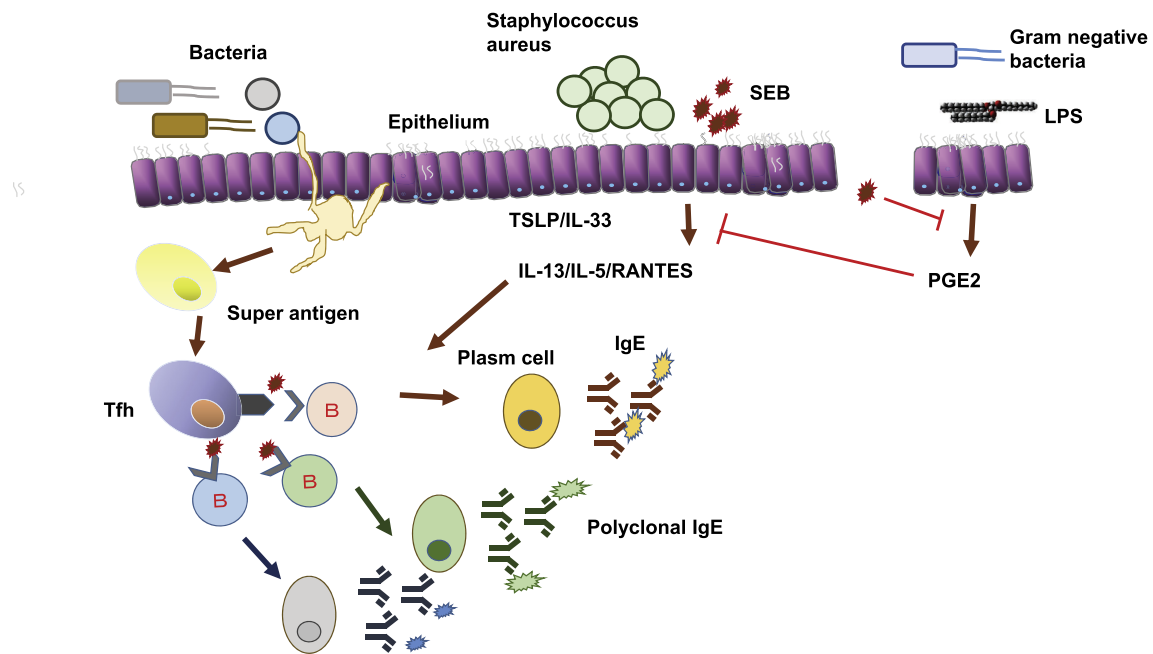 Staphylococcus
aureus
Bacteria
Gram negative
bacteria
SEB
LPS
Epithelium
TSLP/IL-33
IL-13/IL-5/RANTES
PGE2
Super antigen
Plasm cell
IgE
Tfh
B
B
B
Polyclonal IgE